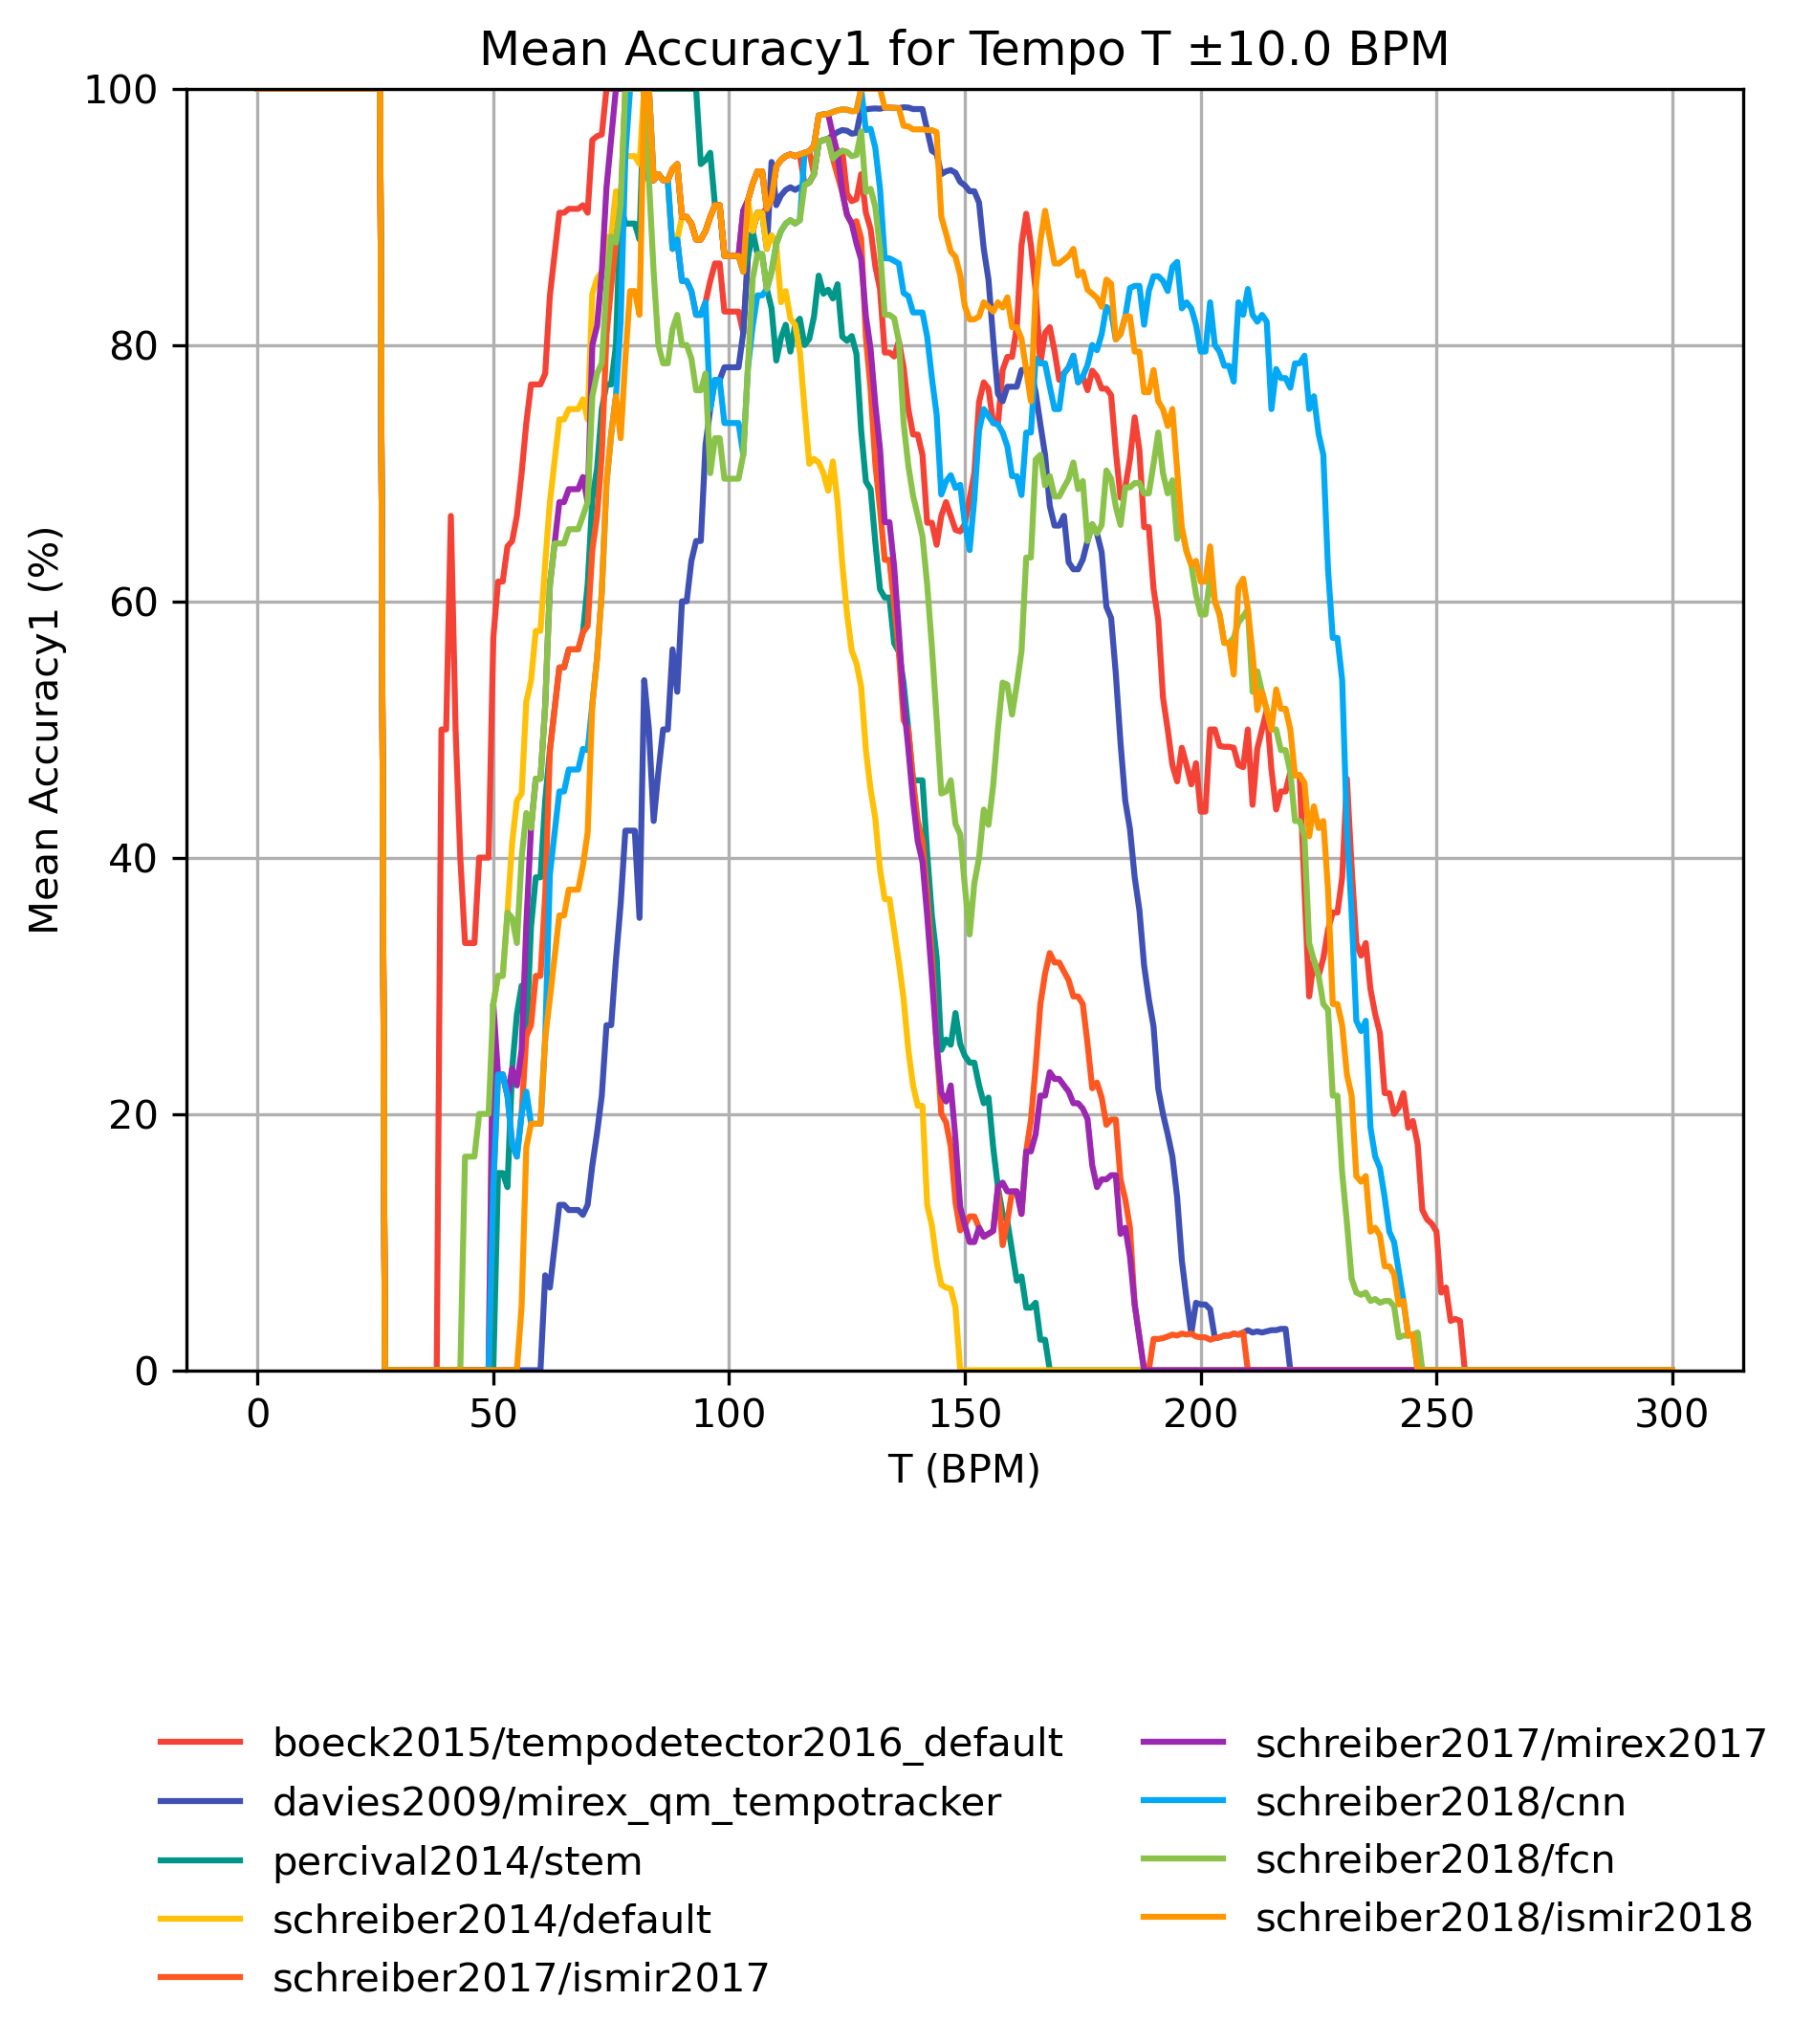 Mean Accuracy1 for Tempo T ±10.0 BPM
Mean Accuracy1 (%)
100
80
60
40
20
0
0 50 100 150 200 250 300
T (BPM)
boeck2015/tempodetector2016_default
davies2009/mirex_qm_tempotracker
percival2014/stem
schreiber2014/default
schreiber2017/ismir2017
schreiber2017/mirex2017
schreiber2018/cnn
schreiber2018/fcn
schreiber2018/ismir2018